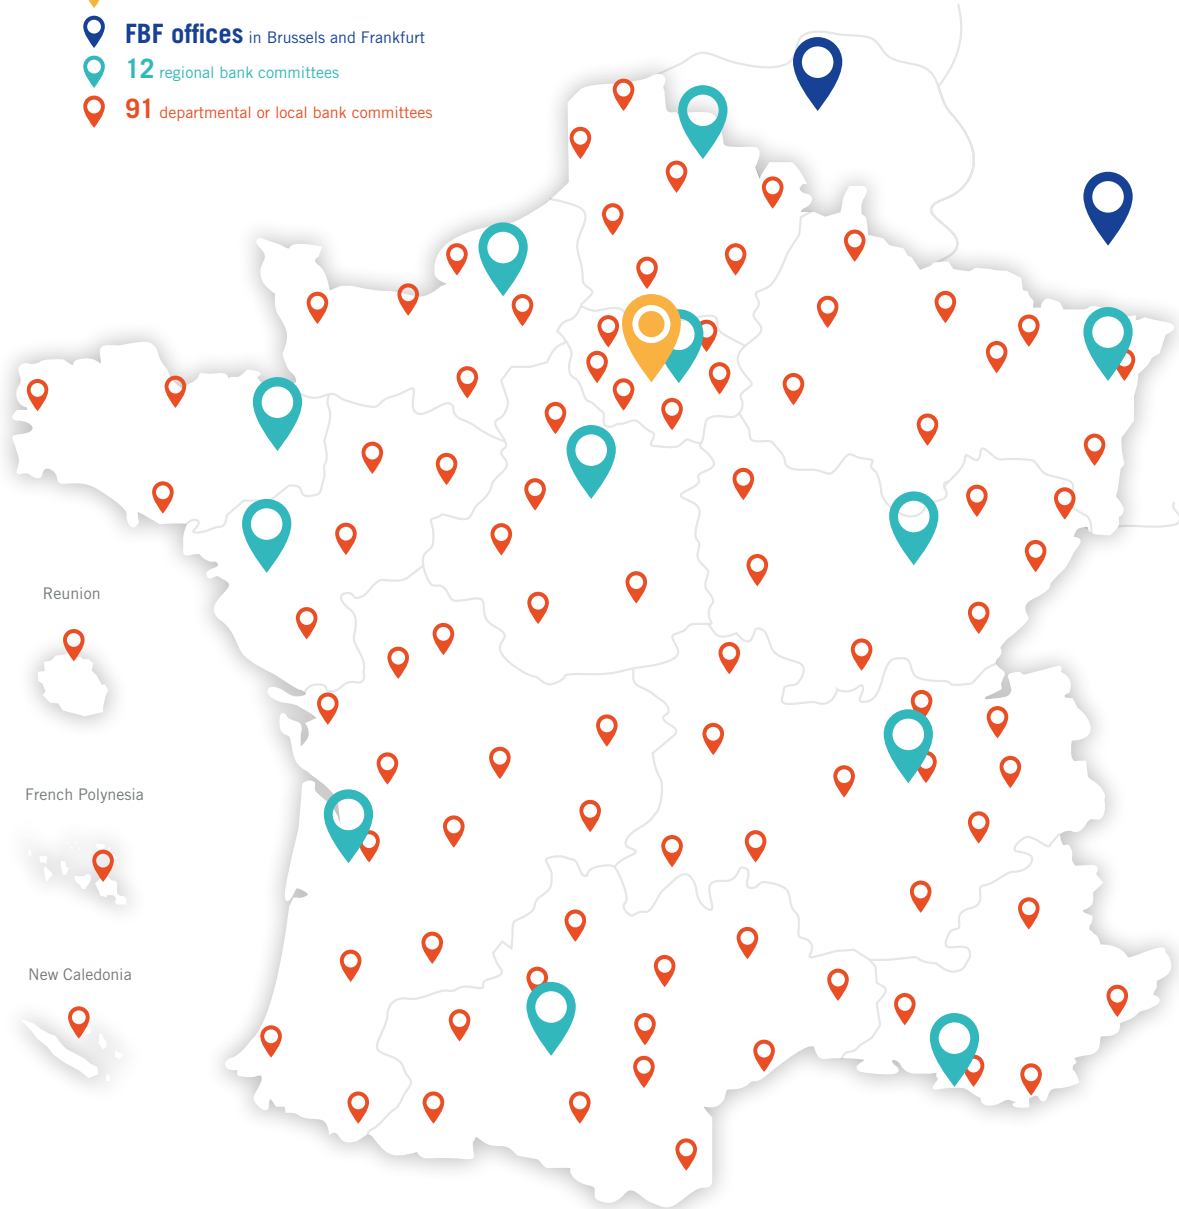 FBF offices in Brussels and Frankfurt
12 regional bank committees
91 departmental or local bank committees
Reunion
French Polynesia
New Caledonia